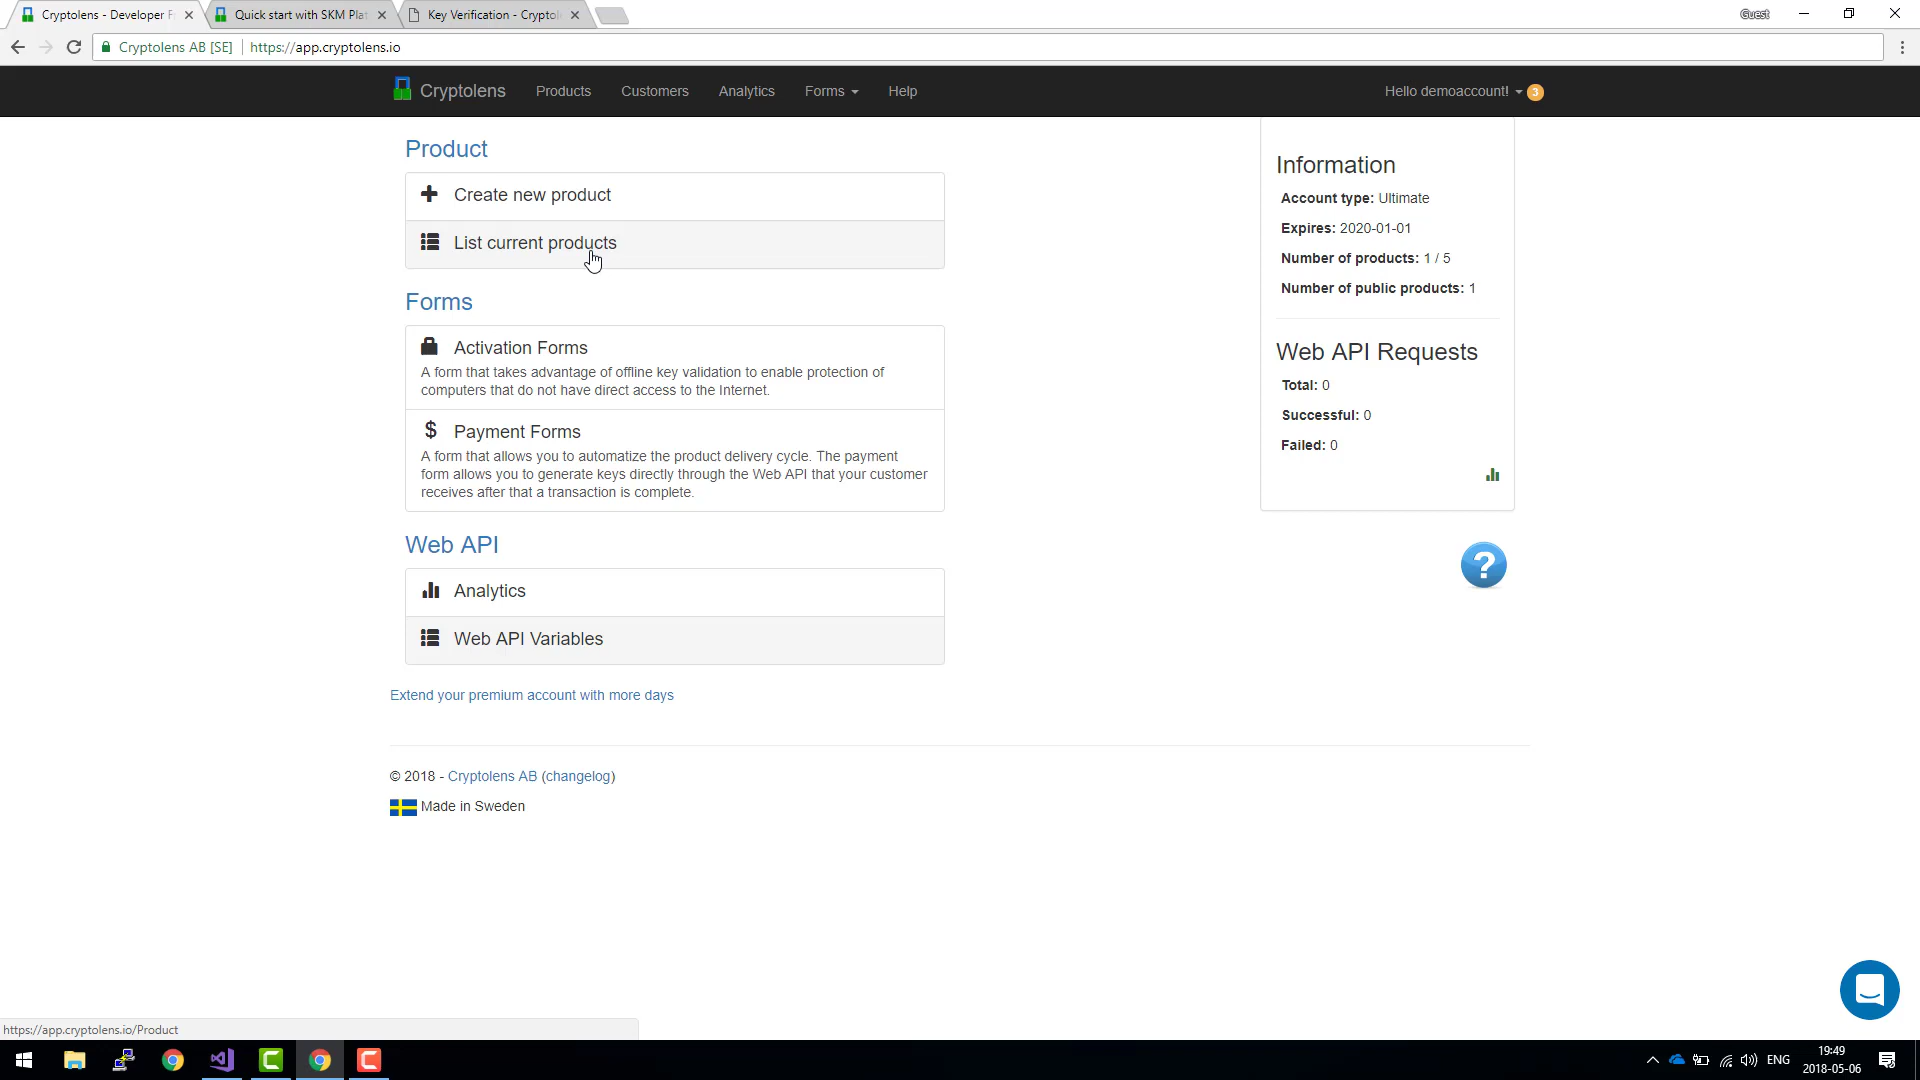 Cryptolens - Developer F
Quick start with SKM Plat
Key Verification - Cryptol
Guest
Cryptolens AB [SE]
https://app.cryptolens.io
Cryptolens
Products
Customers
Analytics
Forms
Help
Hello demoaccount!
3
Product
Create new product
List current products
Forms
Activation Forms
A form that takes advantage of offline key validation to enable protection of
computers that do not have direct access to the Internet.
$ Payment Forms
A form that allows you to automatize the product delivery cycle. The payment
form allows you to generate keys directly through the Web API that your customer
receives after that a transaction is complete.
Web API
Analytics
Web API Variables
Extend your premium account with more days
© 2018 - Cryptolens AB (changelog)
Made in Sweden
Information
Account type: Ultimate
Expires: 2020-01-01
Number of products: 1 / 5
Number of public products: 1
Web API Requests
Total: 0
Successful: 0
Failed: 0
?
https://app.cryptolens.io/Product
ENG
19:49
2018-05-06